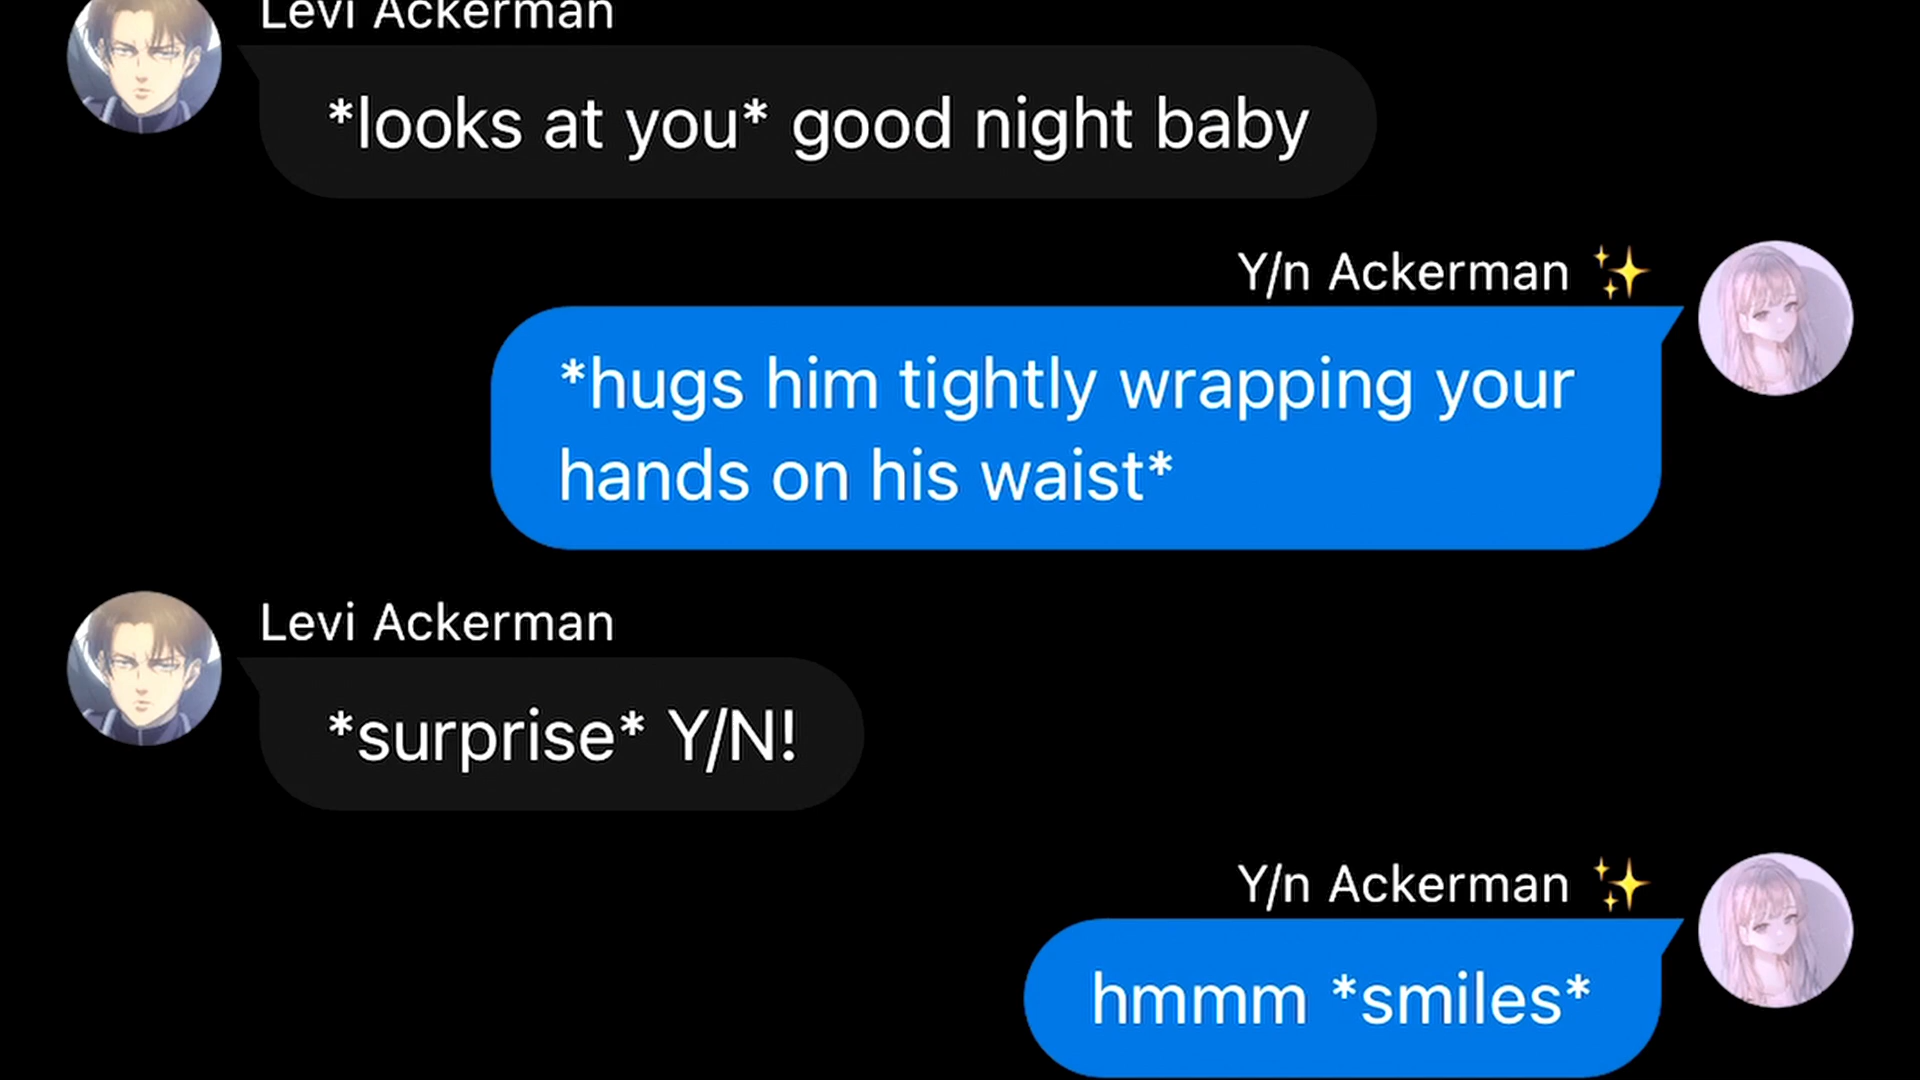 Levi Ackerman
*looks at you* good night baby
Y/n Ackerman ✨
*hugs him tightly wrapping your
hands on his waist*
Levi Ackerman
*surprise* Y/N!
Y/n Ackerman ✨
hmmm *smiles*